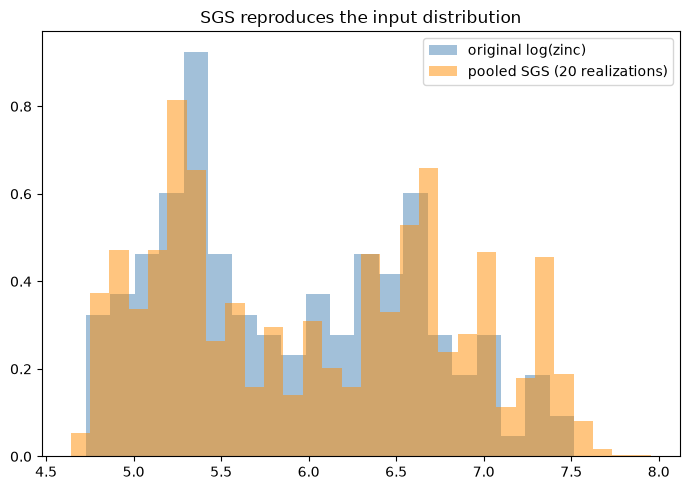 SGS reproduces the input distribution
original log(zinc)
pooled SGS (20 realizations)
0.8
0.6
0.4
0.2
0.0
4.5 5.0 5.5 6.0 6.5 7.0 7.5 8.0